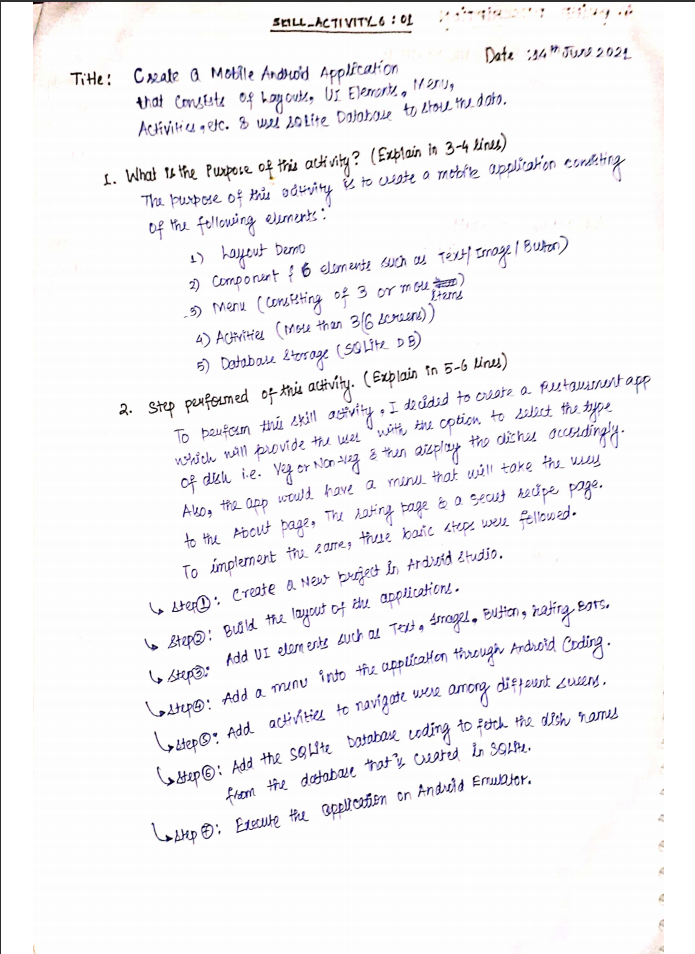 SKILL_ACTIVITY_6 : 01
Date : 14th June 2021
Title: Create a Mobile Android Application
that Consists of Layouts, UI Elements, Menu,
Activities, etc. & uses SQLite Database to store the data.
1. What is the Purpose of this activity? (Explain in 3-4 lines)
The purpose of this activity is to create a mobile application consisting
of the following elements:
1) Layout Demo
2) Component / 6 elements such as Text/ Image / Button)
3) Menu (consisting of 3 or more items)
4) Activities (More than 3(6 screens))
5) Database Storage (SQLite DB)
2. Step performed of this activity. (Explain in 5-6 lines)
To perform this skill activity, I decided to create a Restaurant app
which will provide the user with the option to select the type
of dish i.e. Veg or Non-veg & then display the dishes accordingly.
Also, the app would have a menu that will take the user
to the About page, The rating page & a secret recipe page.
To implement the same, these basic steps were followed.
↳ Step①: Create a New project in Android Studio.
↳ Step②: Build the layout of the applications.
↳ Step③: Add UI elements such as Text, Images, Button, rating Bars.
↳ Step④: Add a menu into the application through Android Coding.
↳ Step⑤: Add activities to navigate were among different screens.
↳ Step⑥: Add the SQLite Database coding to fetch the dish names
from the database that's created in SQLite.
↳ Step⑦: Execute the application on Android Emulator.